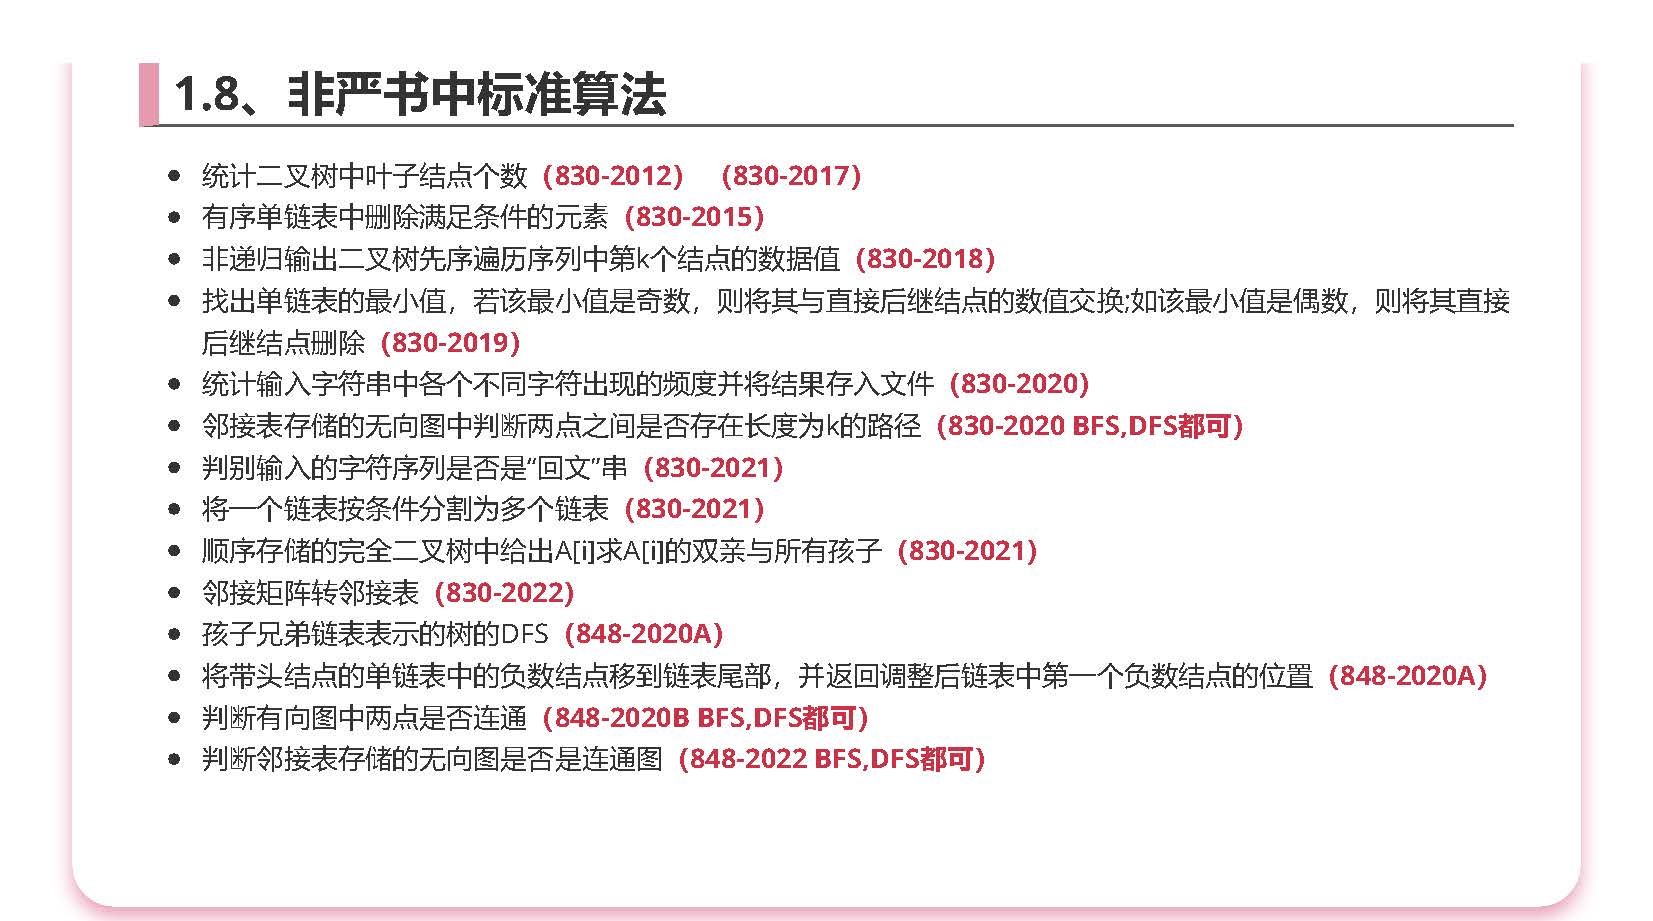 1.8、非严书中标准算法
● 统计二叉树中叶子结点个数（830-2012）（830-2017）
● 有序单链表中删除满足条件的元素（830-2015）
● 非递归输出二叉树先序遍历序列中第k个结点的数据值（830-2018）
● 找出单链表的最小值，若该最小值是奇数，则将其与直接后继结点的数值交换;如该最小值是偶数，则将其直接
后继结点删除（830-2019）
● 统计输入字符串中各个不同字符出现的频度并将结果存入文件（830-2020）
● 邻接表存储的无向图中判断两点之间是否存在长度为k的路径（830-2020 BFS,DFS都可）
● 判别输入的字符序列是否是“回文”串（830-2021）
● 将一个链表按条件分割为多个链表（830-2021）
● 顺序存储的完全二叉树中给出A[i]求A[i]的双亲与所有孩子（830-2021）
● 邻接矩阵转邻接表（830-2022）
● 孩子兄弟链表表示的树的DFS（848-2020A）
● 将带头结点的单链表中的负数结点移到链表尾部，并返回调整后链表中第一个负数结点的位置（848-2020A）
● 判断有向图中两点是否连通（848-2020B BFS,DFS都可）
● 判断邻接表存储的无向图是否是连通图（848-2022 BFS,DFS都可）